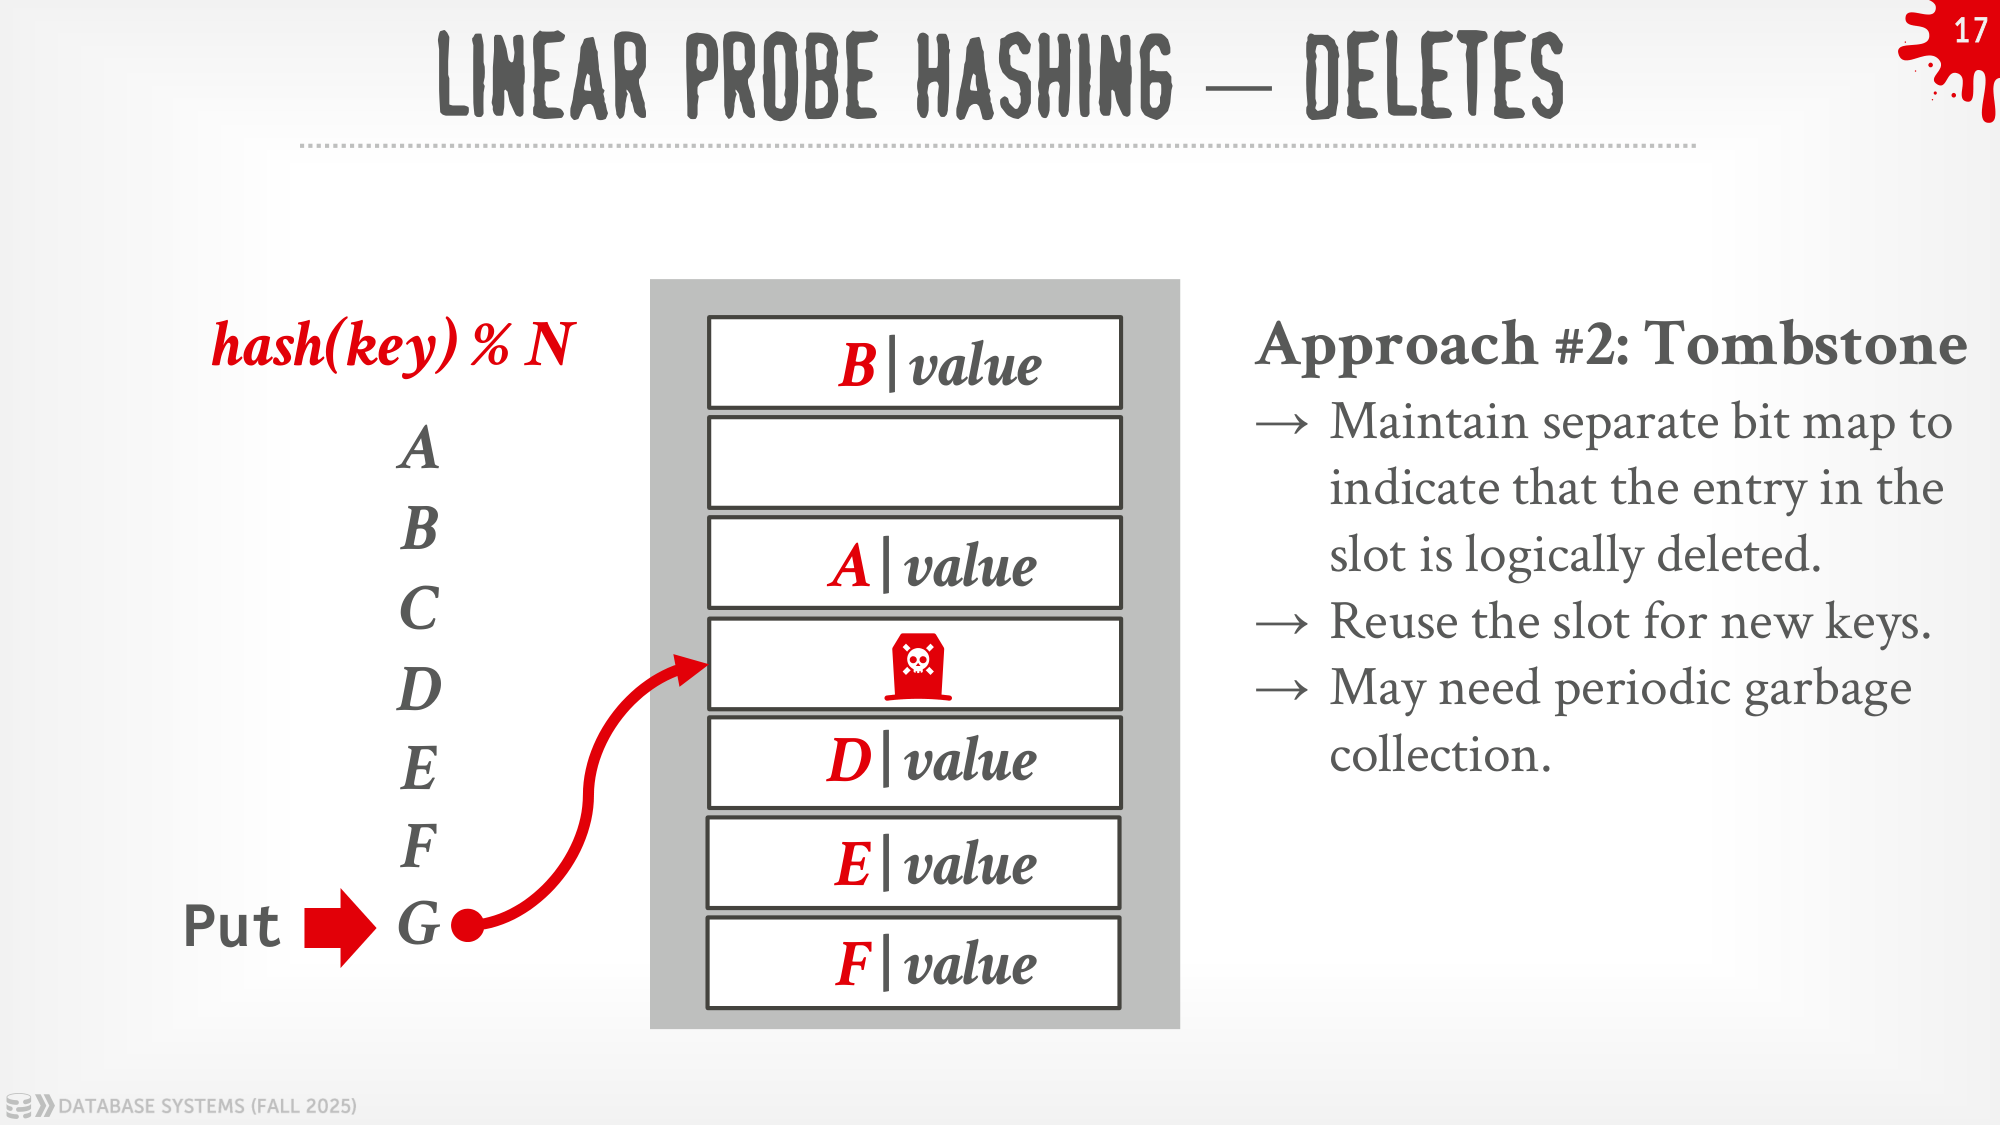 LINEAR PROBE HASHING — DELETES
17
hash(key) % N
A
B
C
D
E
F
Put
G
B|value
A|value
D|value
E|value
F|value
Approach #2: Tombstone
→ Maintain separate bit map to
indicate that the entry in the
slot is logically deleted.
→ Reuse the slot for new keys.
→ May need periodic garbage
collection.
DATABASE SYSTEMS (FALL 2025)